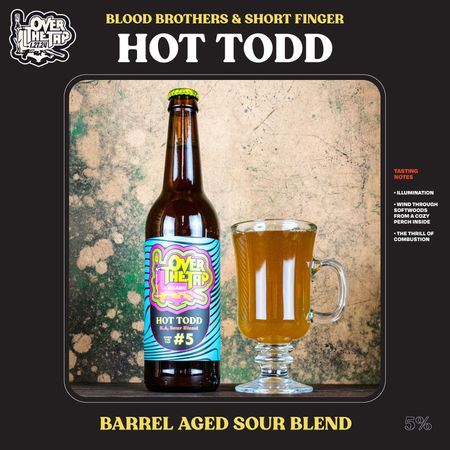 OVER
THE TAP
BLOOD BROTHERS & SHORT FINGER
HOT TODD
TASTING
NOTES
• ILLUMINATION
• WIND THROUGH
SOFTWOODS
FROM A COZY
PERCH INSIDE
• THE THRILL OF
COMBUSTION
OVER
THE TAP
HOT TODD
B.A. Sour Blend
#5
BARREL AGED SOUR BLEND
5%